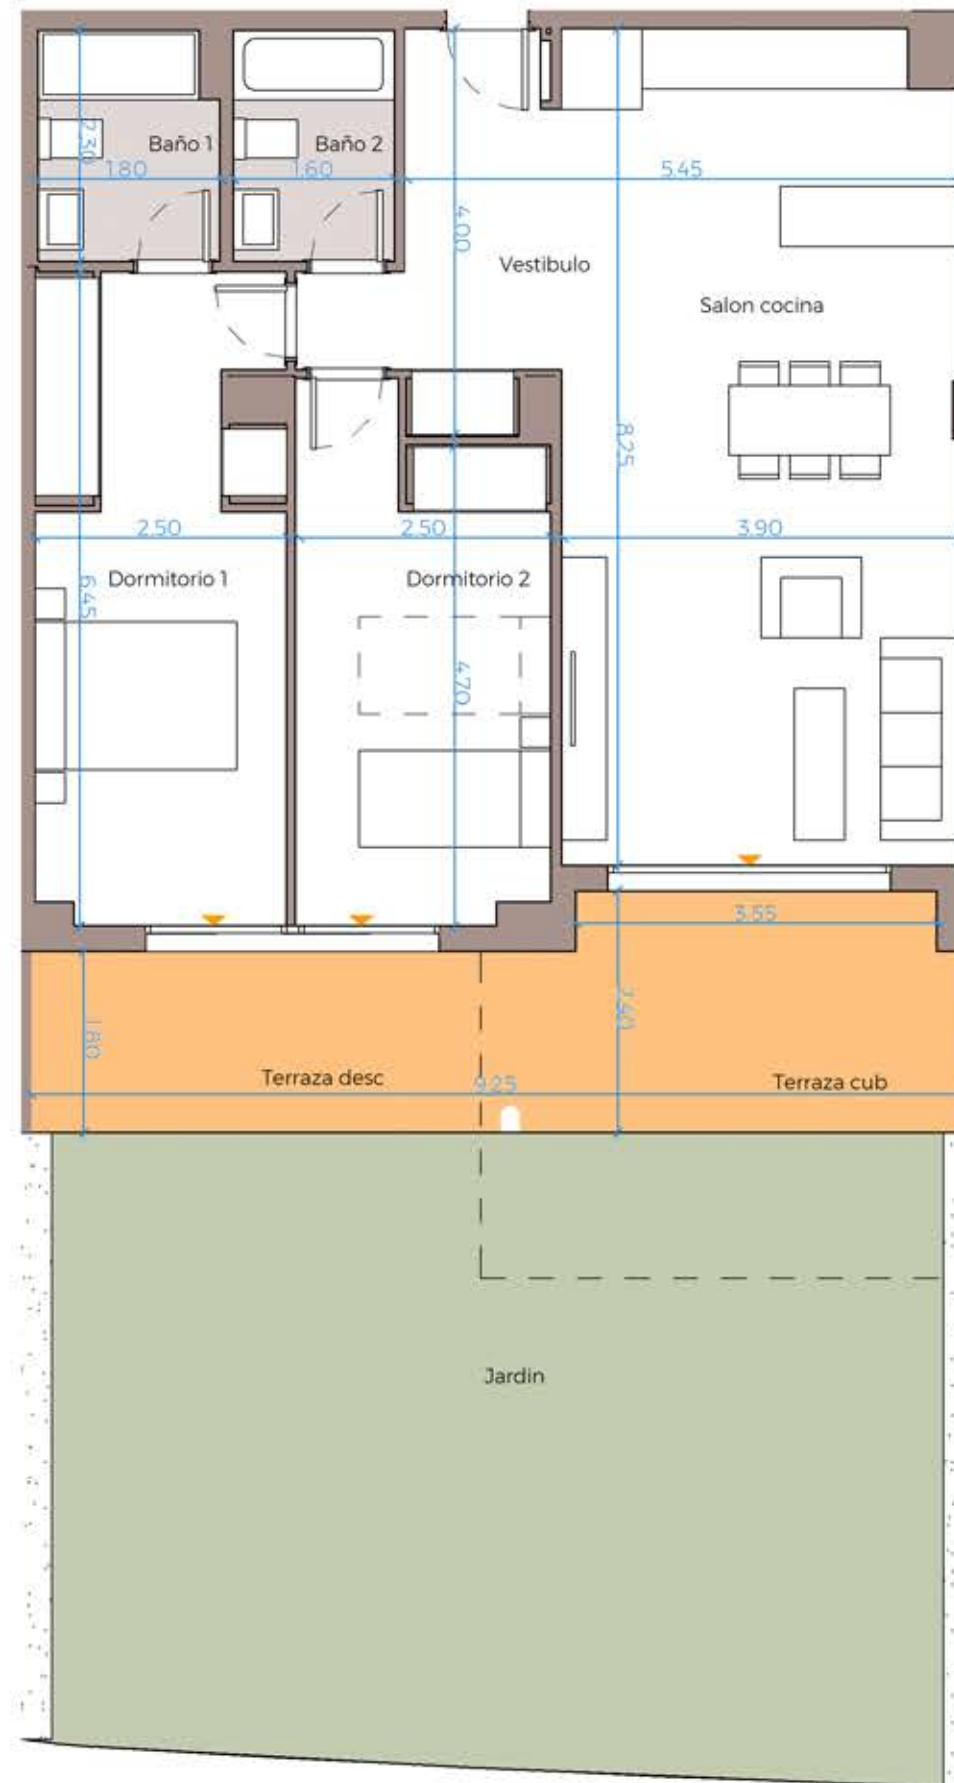 Baño 1
Baño 2
2.30
1.80
1.60
5.45
4.00
Vestibulo
Salon cocina
8.25
2.50
2.50
3.90
Dormitorio 1
Dormitorio 2
6.45
4.70
3.55
2.40
1.80
Terraza desc
9.25
Terraza cub
Jardin